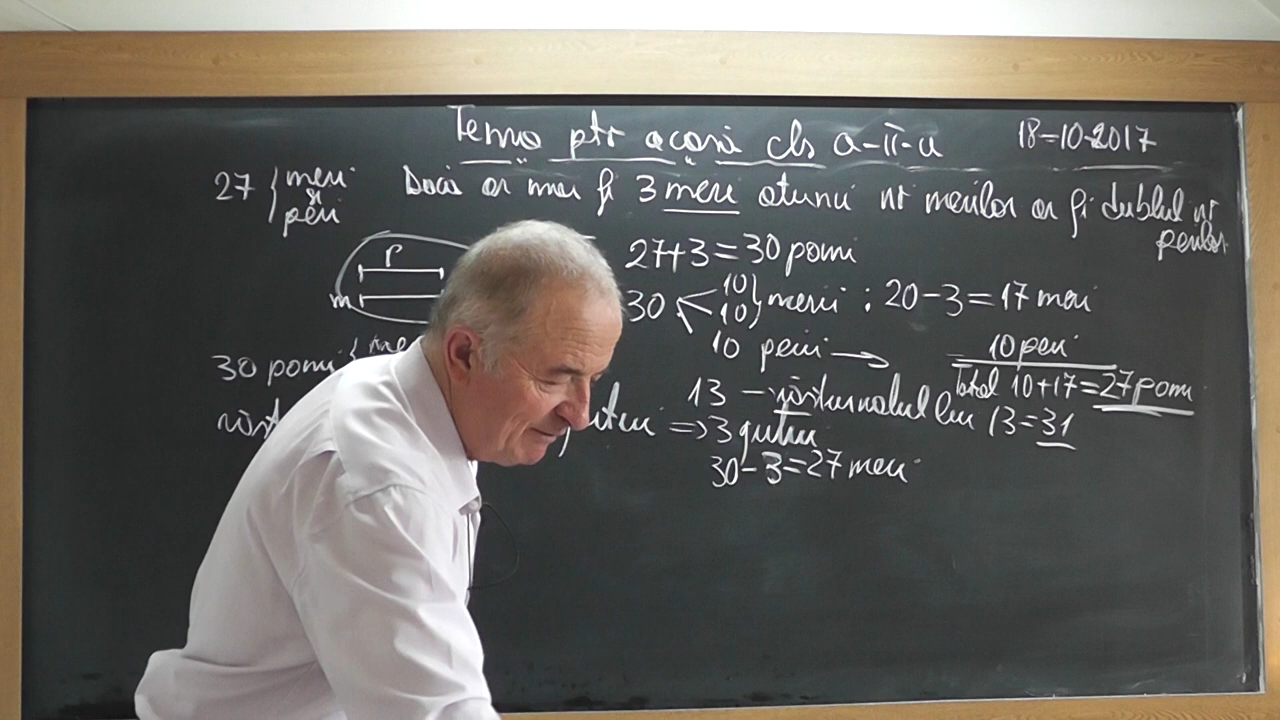 Tema ptr acasă cls a-II-a 18-10-2017
27 { meri și peri
Dacă ar mai fi 3 meri atunci nr merilor ar fi dublul nr perilor
p
m
27+3=30 pomi
30 < 10 10 } merii : 20-3=17 meri
10 perii → 10 peri
Total 10+17=27 pomi
30 pomi {
13 - răsturnatul lui 13=31
⇒ 3 gutui
30-3=27 meri